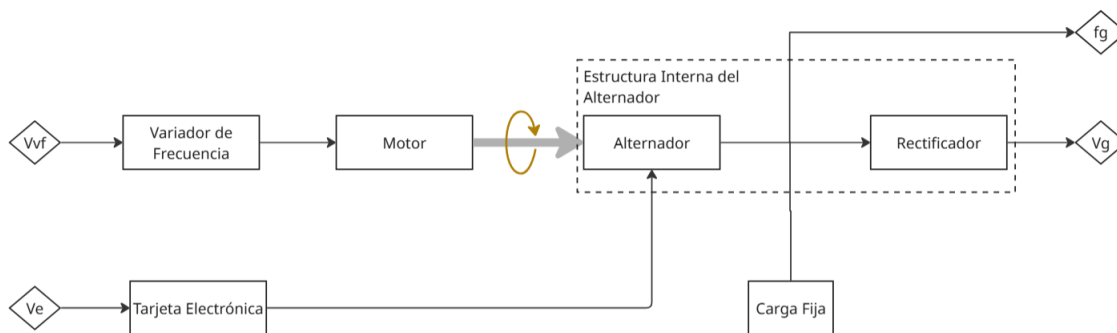 fg
Estructura Interna del
Alternador
Vvf
Variador de
Frecuencia
Motor
Alternador
Rectificador
Vg
Ve
Tarjeta Electrónica
Carga Fija